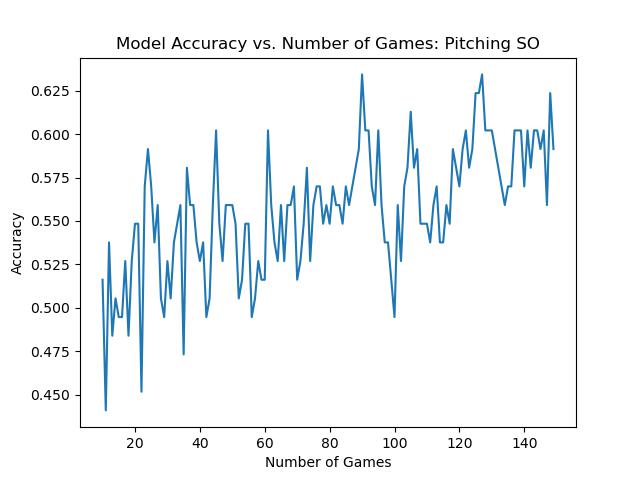 Model Accuracy vs. Number of Games: Pitching SO
0.625
0.600
0.575
0.550
0.525
0.500
0.475
0.450
Accuracy
20 40 60 80 100 120 140
Number of Games